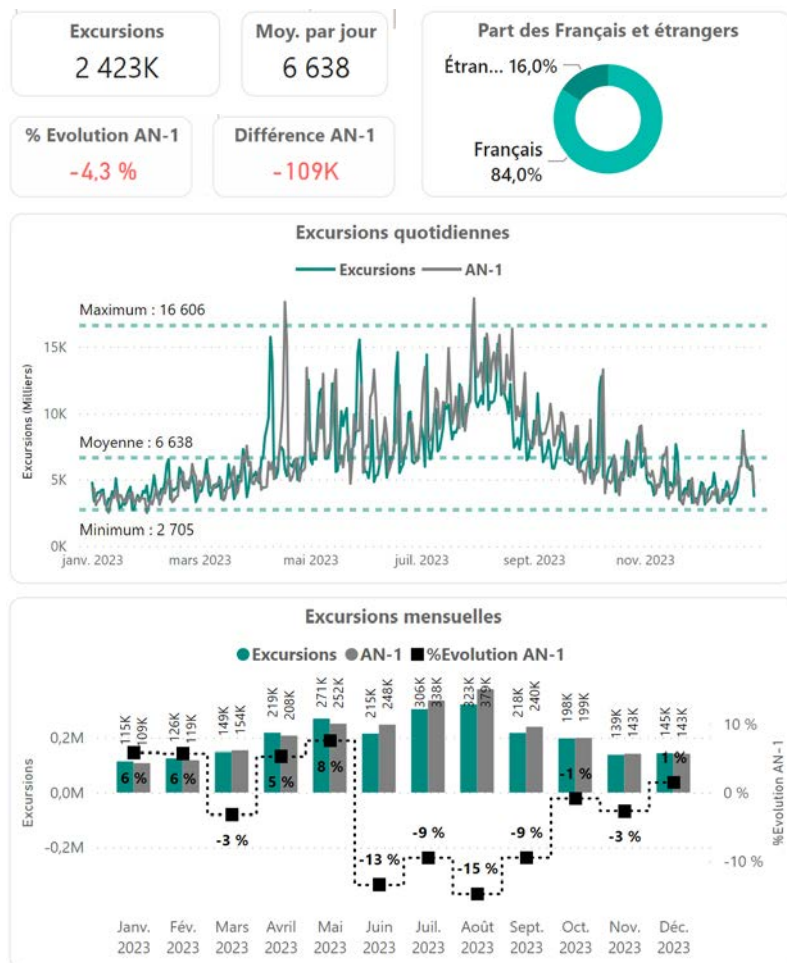 Excursions
2 423K
Moy. par jour
6 638
% Evolution AN-1
-4,3 %
Différence AN-1
-109K
Part des Français et étrangers
Étran... 16,0%
Français
84,0%
Excursions quotidiennes
Excursions AN-1
Maximum : 16 606
15K
10K
Moyenne : 6 638
5K
Minimum : 2 705
0K
Excursions (Milliers)
janv. 2023 mars 2023 mai 2023 juil. 2023 sept. 2023 nov. 2023
Excursions mensuelles
Excursions AN-1 %Evolution AN-1
115K 109K 126K 119K 149K 154K 219K 208K 271K 252K 215K 248K 306K 338K 323K 379K 218K 240K 198K 199K 139K 143K 145K 143K
0,2M
0,0M
-0,2M
Excursions
10 %
0 %
-10 %
%Evolution AN-1
6 % 6 % -3 % 5 % 8 % -13 % -9 % -15 % -9 % -1 % -3 % 1 %
Janv. Fév. Mars Avril Mai Juin Juil. Août Sept. Oct. Nov. Déc.
2023 2023 2023 2023 2023 2023 2023 2023 2023 2023 2023 2023